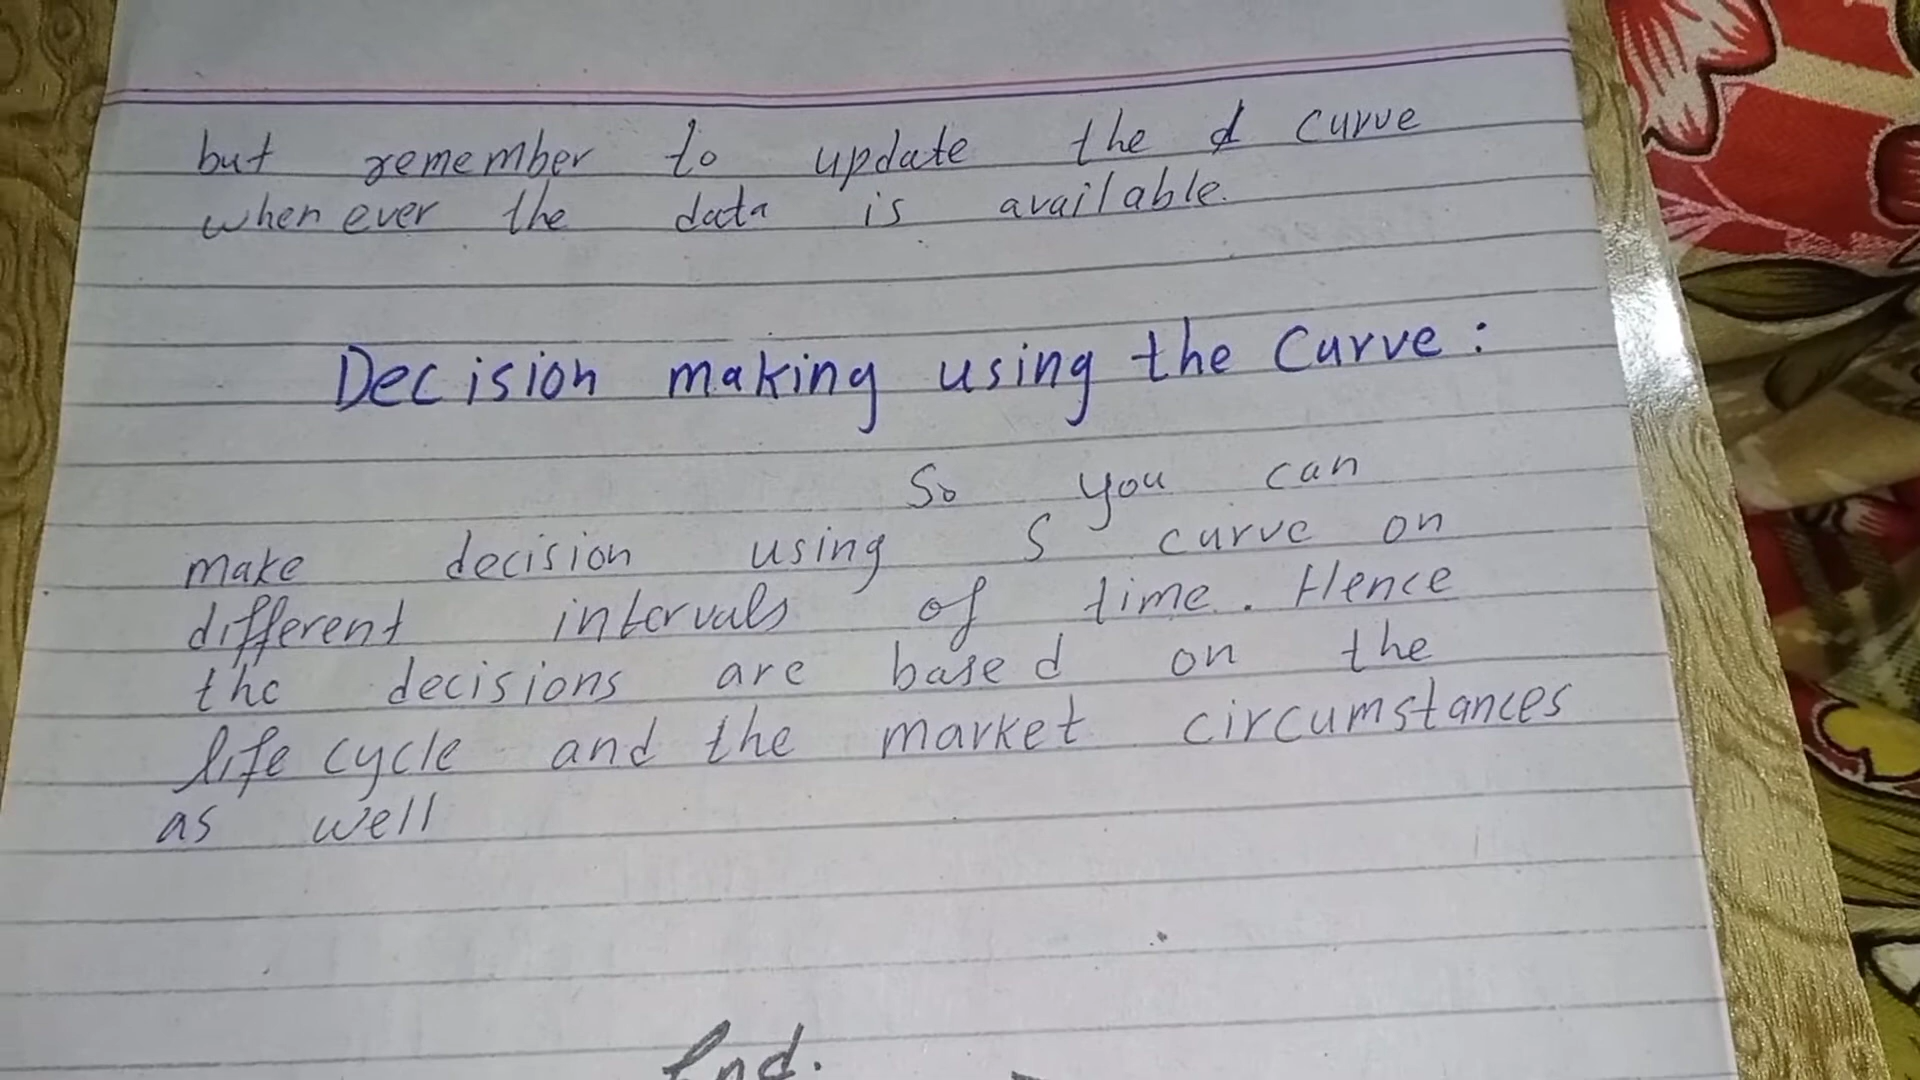 but remember to update the curve
when ever the data is available.
Decision making using the Curve:
So you can
make decision using S curve on
different intervals of time. Hence
the decisions are based on the
life cycle and the market circumstances
as well
End.